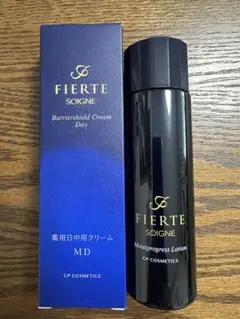 FIERTE
SOIGNE
Barriershield Cream
Day
薬用日中用クリーム
MD
CP COSMETICS
FIERTE
SOIGNE
Moistprogress Lotion
CP COSMETICS